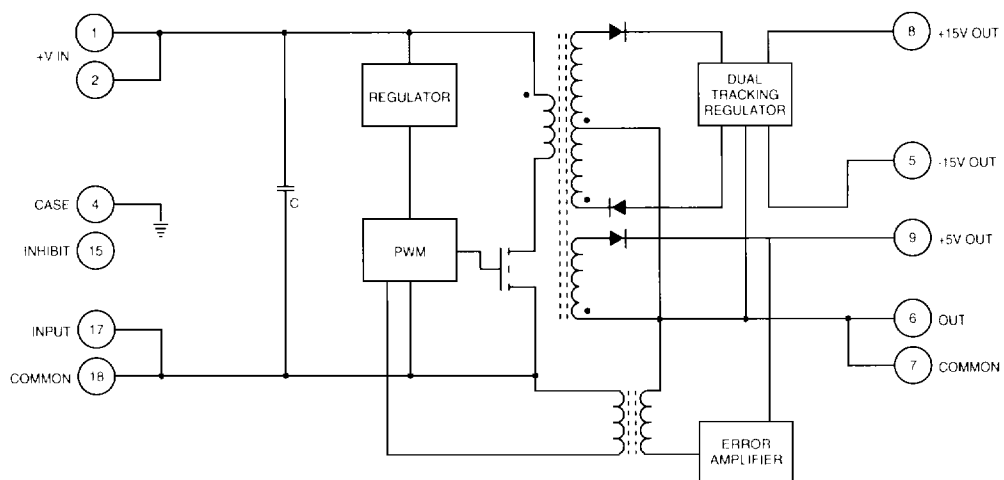 1
+V IN
2
CASE
4
INHIBIT
15
INPUT
17
COMMON
18
C
REGULATOR
PWM
DUAL
TRACKING
REGULATOR
ERROR
AMPLIFIER
8
+15V OUT
5
-15V OUT
9
+5V OUT
6
OUT
7
COMMON